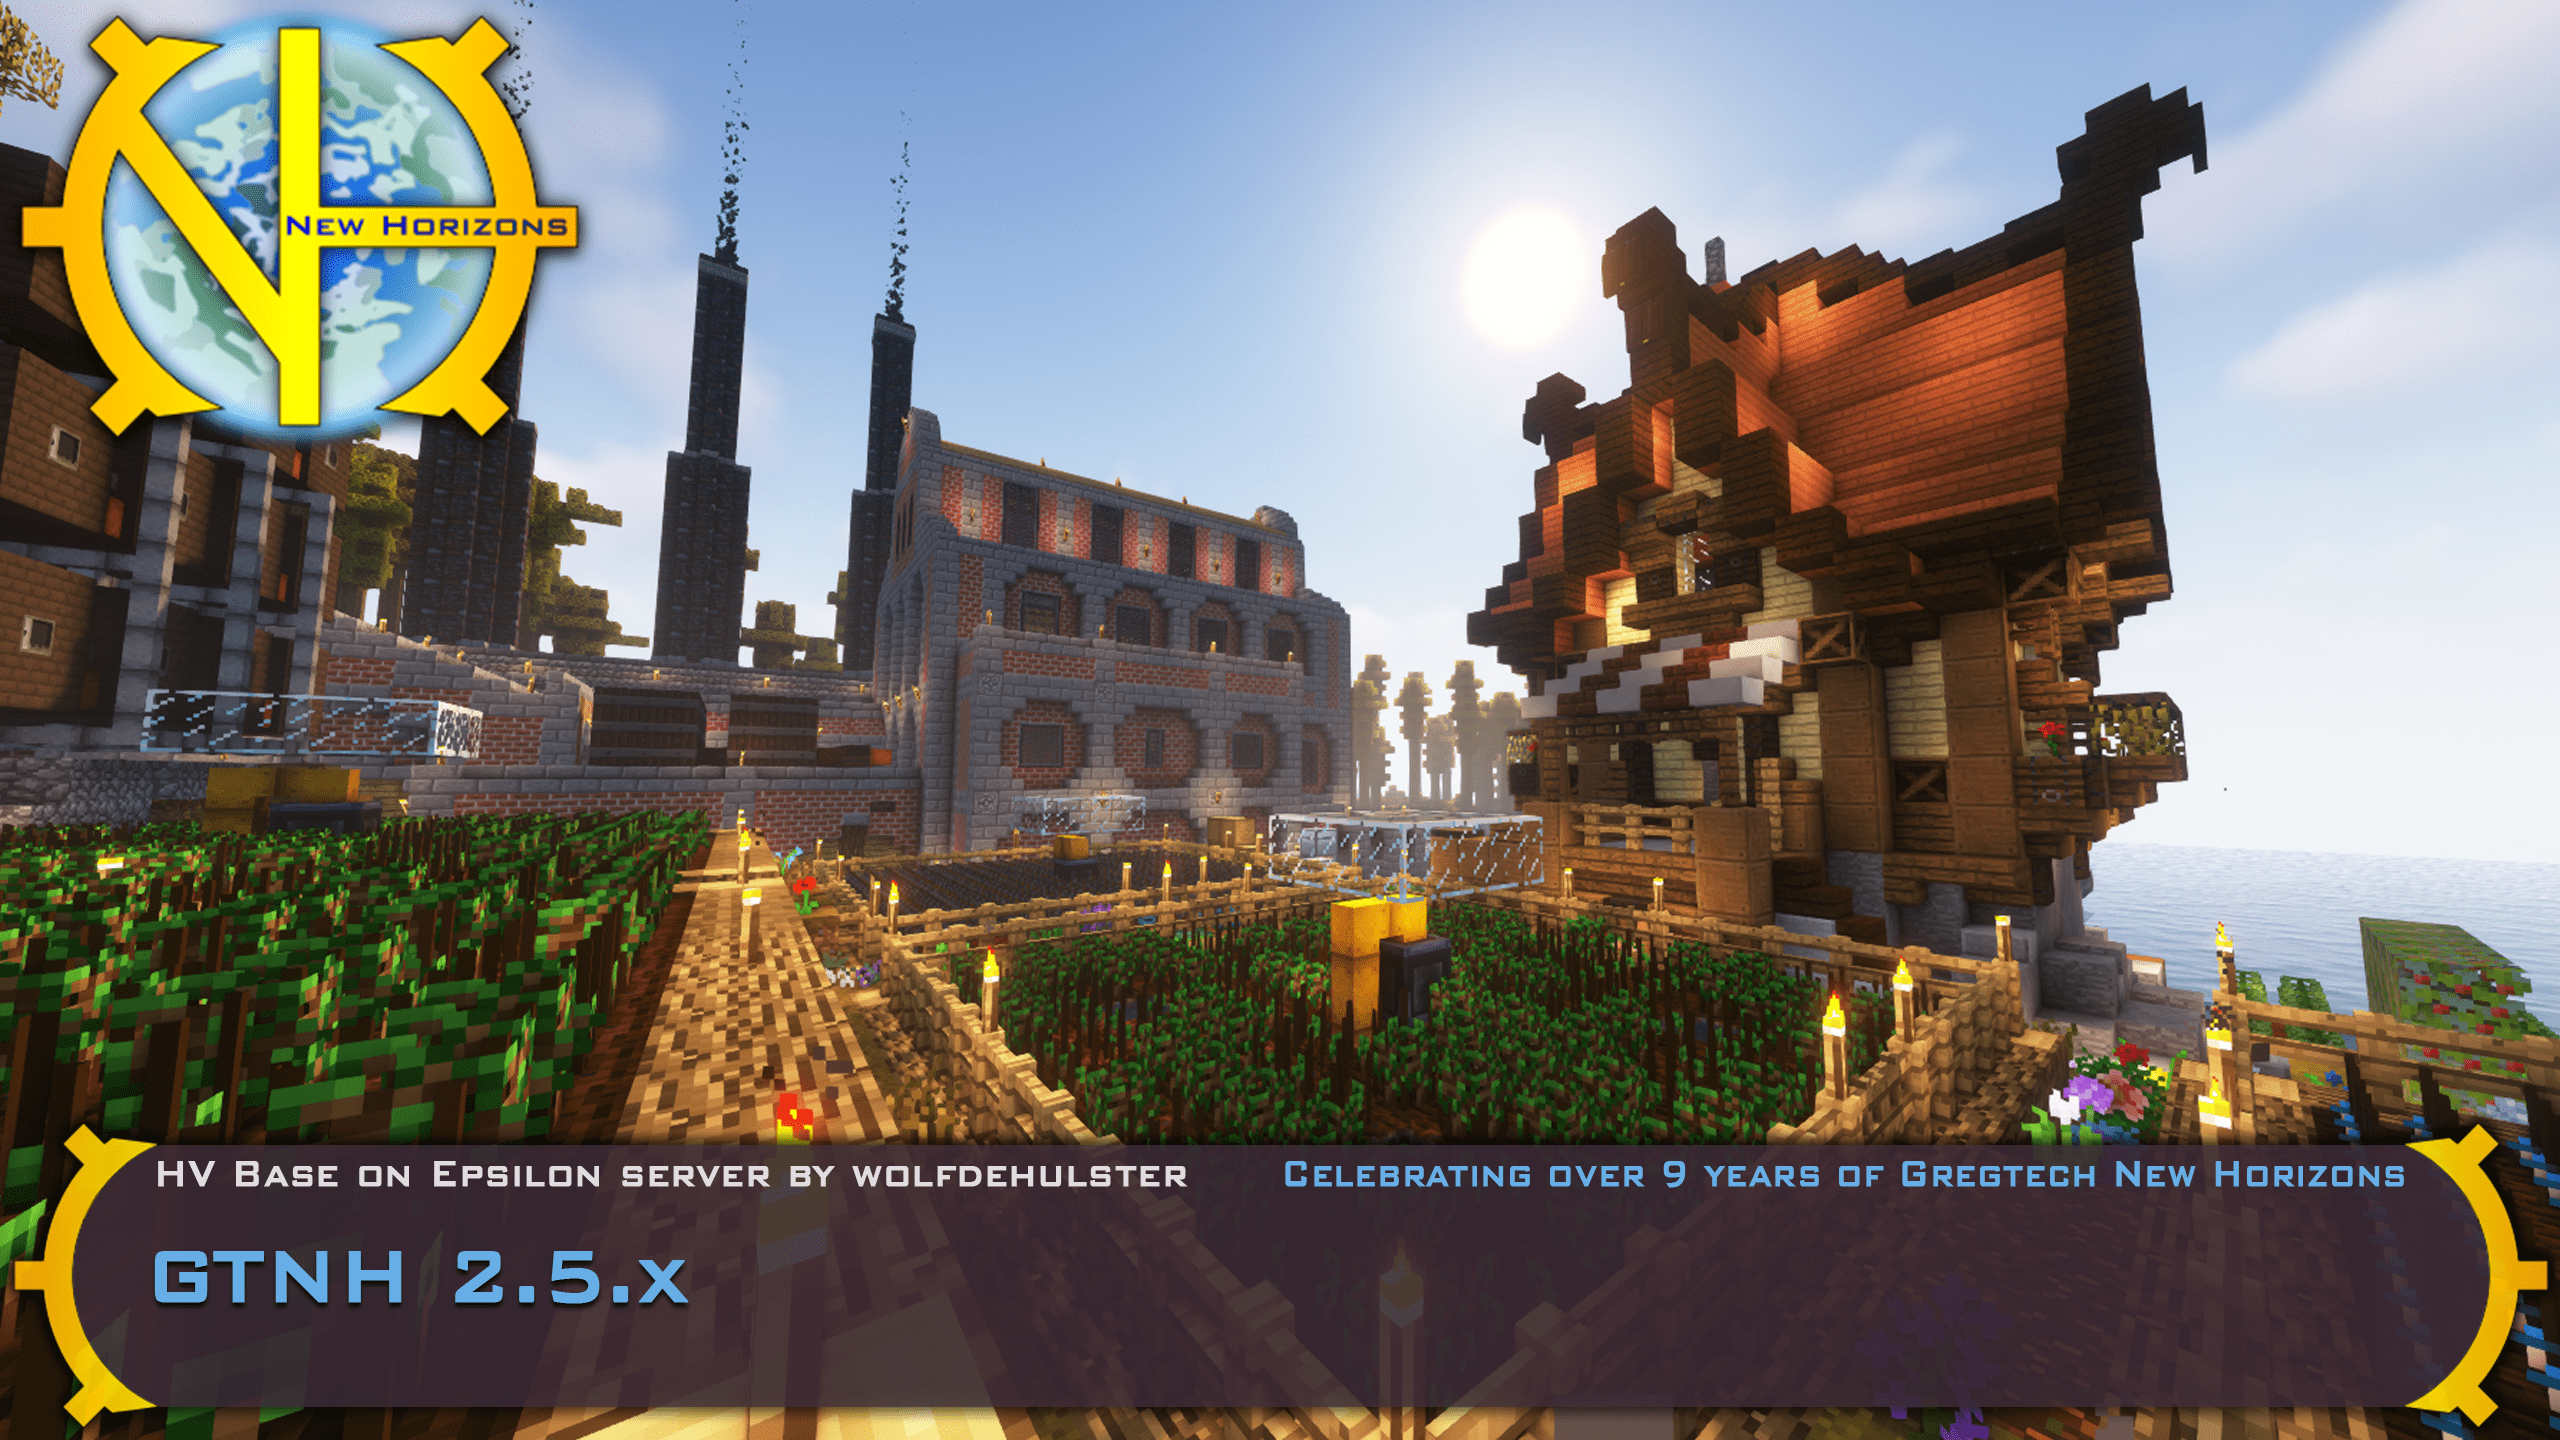 New Horizons
HV Base on Epsilon server by wolfdehulster
Celebrating over 9 years of Gregtech New Horizons
GTNH 2.5.x